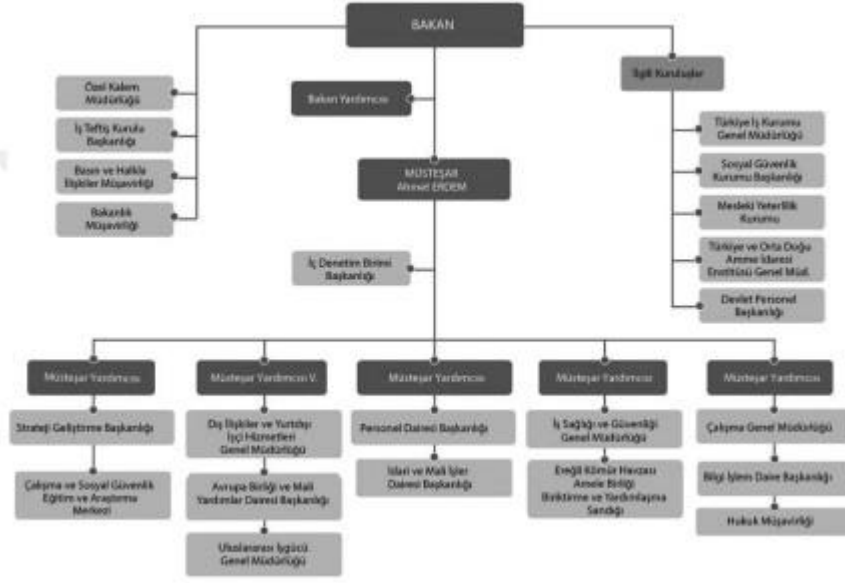 BAKAN
Özel Kalem
Müdürlüğü
İş Teftiş Kurulu
Başkanlığı
Basın ve Halkla
İlişkiler Müşavirliği
Bakanlık
Müşavirliği
Bakan Yardımcısı
MÜSTEŞAR
Ahmet ERDEM
İç Denetim Birimi
Başkanlığı
İlgili Kuruluşlar
Türkiye İş Kurumu
Genel Müdürlüğü
Sosyal Güvenlik
Kurumu Başkanlığı
Mesleki Yeterlilik
Kurumu
Türkiye ve Orta Doğu
Amme İdaresi
Enstitüsü Genel Müd.
Devlet Personel
Başkanlığı
Müsteşar Yardımcısı
Strateji Geliştirme Başkanlığı
Çalışma ve Sosyal Güvenlik
Eğitim ve Araştırma
Merkezi
Müsteşar Yardımcısı V.
Dış İlişkiler ve Yurtdışı
İşçi Hizmetleri
Genel Müdürlüğü
Avrupa Birliği ve Mali
Yardımlar Dairesi Başkanlığı
Uluslararası İşgücü
Genel Müdürlüğü
Müsteşar Yardımcısı
Personel Dairesi Başkanlığı
İdari ve Mali İşler
Dairesi Başkanlığı
Müsteşar Yardımcısı
İş Sağlığı ve Güvenliği
Genel Müdürlüğü
Ereğli Kömür Havzası
Amele Birliği
Biriktirme ve Yardımlaşma
Sandığı
Müsteşar Yardımcısı
Çalışma Genel Müdürlüğü
Bilgi İşlem Daire Başkanlığı
Hukuk Müşavirliği